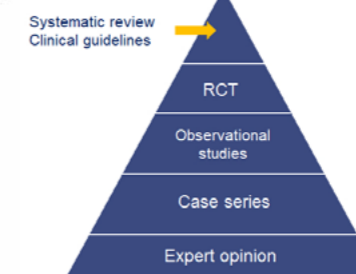 Systematic review
Clinical guidelines
RCT
Observational
studies
Case series
Expert opinion